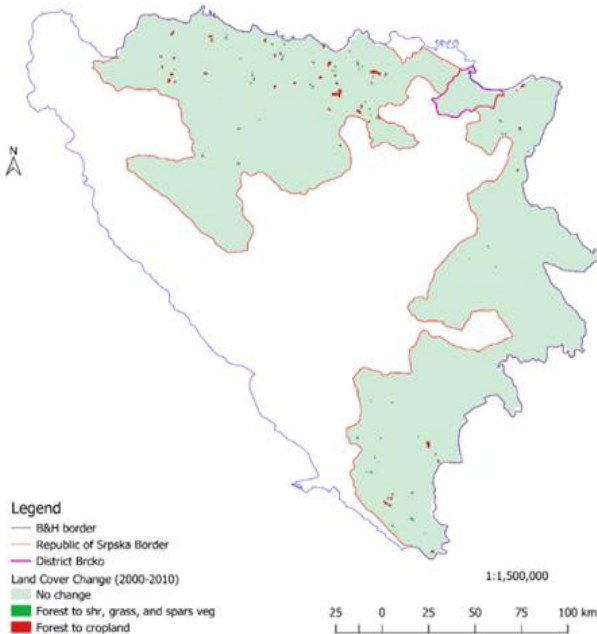 N
Legend
B&H border
Republic of Srpska Border
District Brcko
Land Cover Change (2000-2010)
No change
Forest to shr, grass, and spars veg
Forest to cropland
1:1,500,000
25 0 25 50 75 100 km